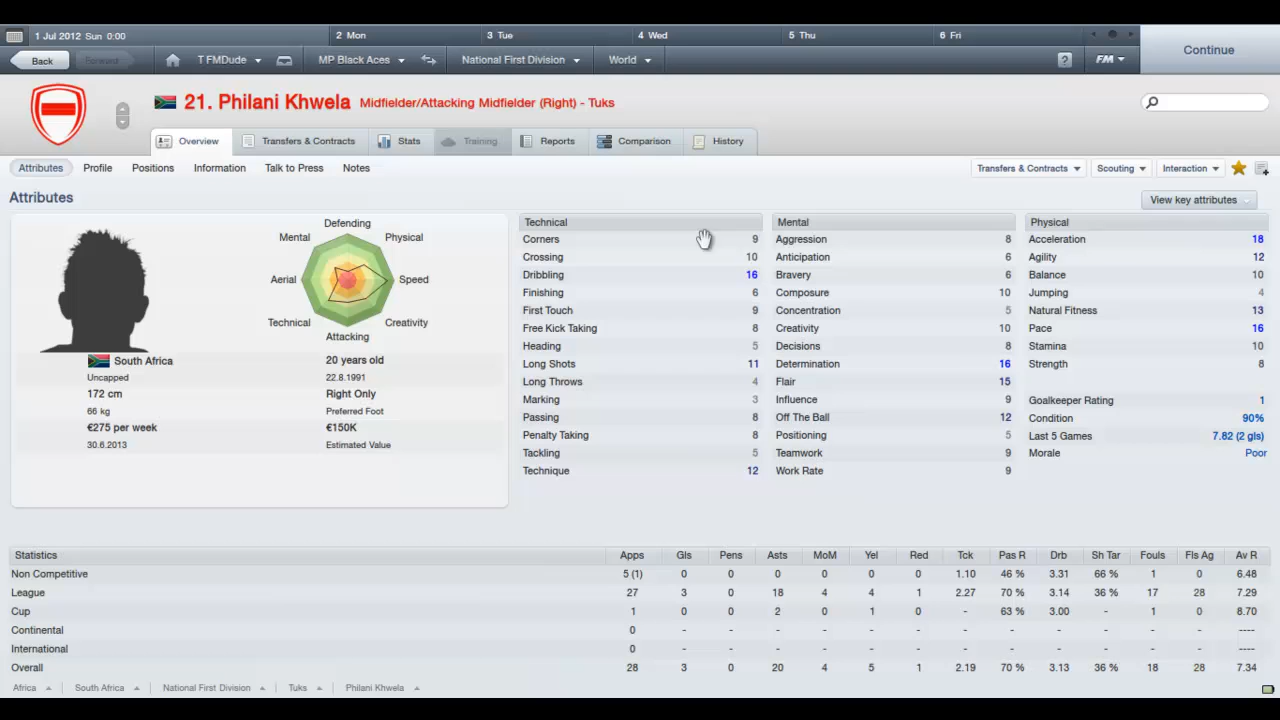 1 Jul 2012 Sun 0:00 2 Mon 3 Tue 4 Wed 5 Thu 6 Fri
Back Forward T FMDude MP Black Aces National First Division World ? FM Continue
21. Philani Khwela Midfielder/Attacking Midfielder (Right) - Tuks
Overview Transfers & Contracts Stats Training Reports Comparison History
Attributes Profile Positions Information Talk to Press Notes Transfers & Contracts Scouting Interaction
Attributes View key attributes
Defending
Mental Physical
Aerial Speed
Technical Creativity
Attacking
South Africa 20 years old
Uncapped 22.8.1991
172 cm Right Only
66 kg Preferred Foot
€275 per week €150K
30.6.2013 Estimated Value
Technical Mental Physical
Corners 9 Aggression 8 Acceleration 18
Crossing 10 Anticipation 6 Agility 12
Dribbling 16 Bravery 6 Balance 10
Finishing 6 Composure 10 Jumping 4
First Touch 9 Concentration 5 Natural Fitness 13
Free Kick Taking 8 Creativity 10 Pace 16
Heading 5 Decisions 8 Stamina 10
Long Shots 11 Determination 16 Strength 8
Long Throws 4 Flair 15
Marking 3 Influence 9 Goalkeeper Rating 1
Passing 8 Off The Ball 12 Condition 90%
Penalty Taking 8 Positioning 5 Last 5 Games 7.82 (2 gls)
Tackling 5 Teamwork 9 Morale Poor
Technique 12 Work Rate 9
Statistics Apps Gls Pens Asts MoM Yel Red Tck Pas R Drb Sh Tar Fouls Fls Ag Av R
Non Competitive 5 (1) 0 0 0 0 0 0 1.10 46 % 3.31 66 % 1 0 6.48
League 27 3 0 18 4 4 1 2.27 70 % 3.14 36 % 17 28 7.29
Cup 1 0 0 2 0 1 0 - 63 % 3.00 - 1 0 8.70
Continental 0 - - - - - - - - - - - - ----
International 0 - - - - - - - - - - - - ----
Overall 28 3 0 20 4 5 1 2.19 70 % 3.13 36 % 18 28 7.34
Africa South Africa National First Division Tuks Philani Khwela